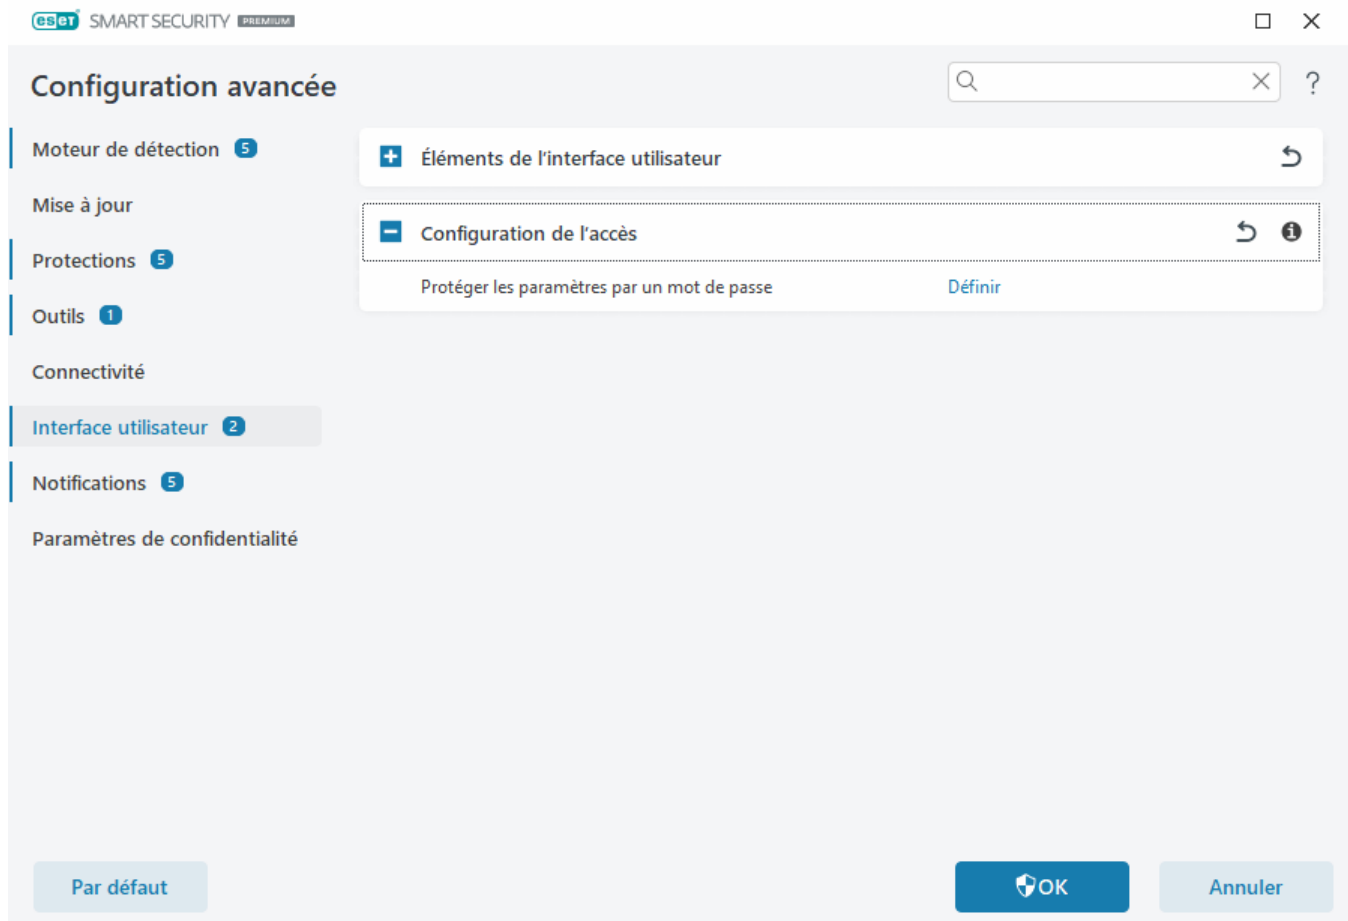 eset SMART SECURITY PREMIUM
Configuration avancée
?
Moteur de détection 5
Mise à jour
Protections 5
Outils 1
Connectivité
Interface utilisateur 2
Notifications 5
Paramètres de confidentialité
Éléments de l'interface utilisateur
Configuration de l'accès
Protéger les paramètres par un mot de passe Définir
Par défaut
OK
Annuler